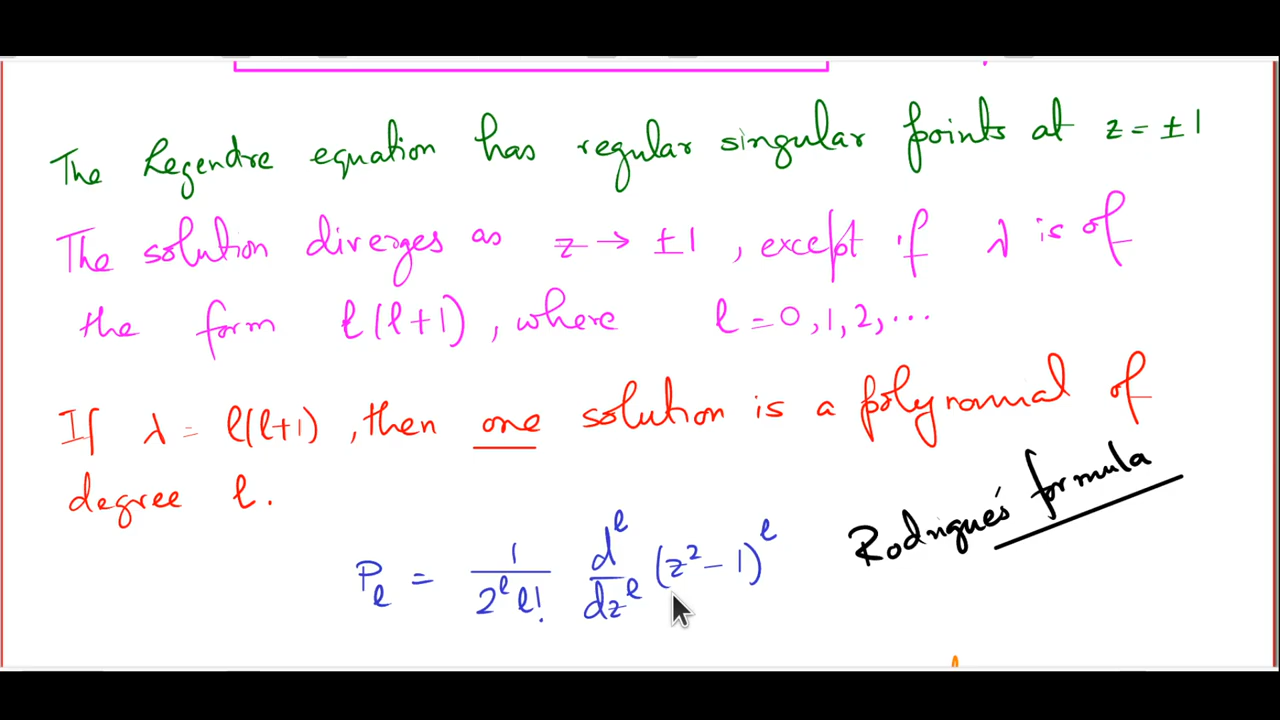 The Legendre equation has regular singular points at z = ±1
The solution diverges as z → ±1, except if λ is of
the form ℓ(ℓ+1), where ℓ = 0, 1, 2, ...
If λ = ℓ(ℓ+1), then one solution is a polynomial of
degree ℓ.
Rodrigue's formula
P_ℓ = 1/(2^ℓ ℓ!) d^ℓ/dz^ℓ (z² − 1)^ℓ